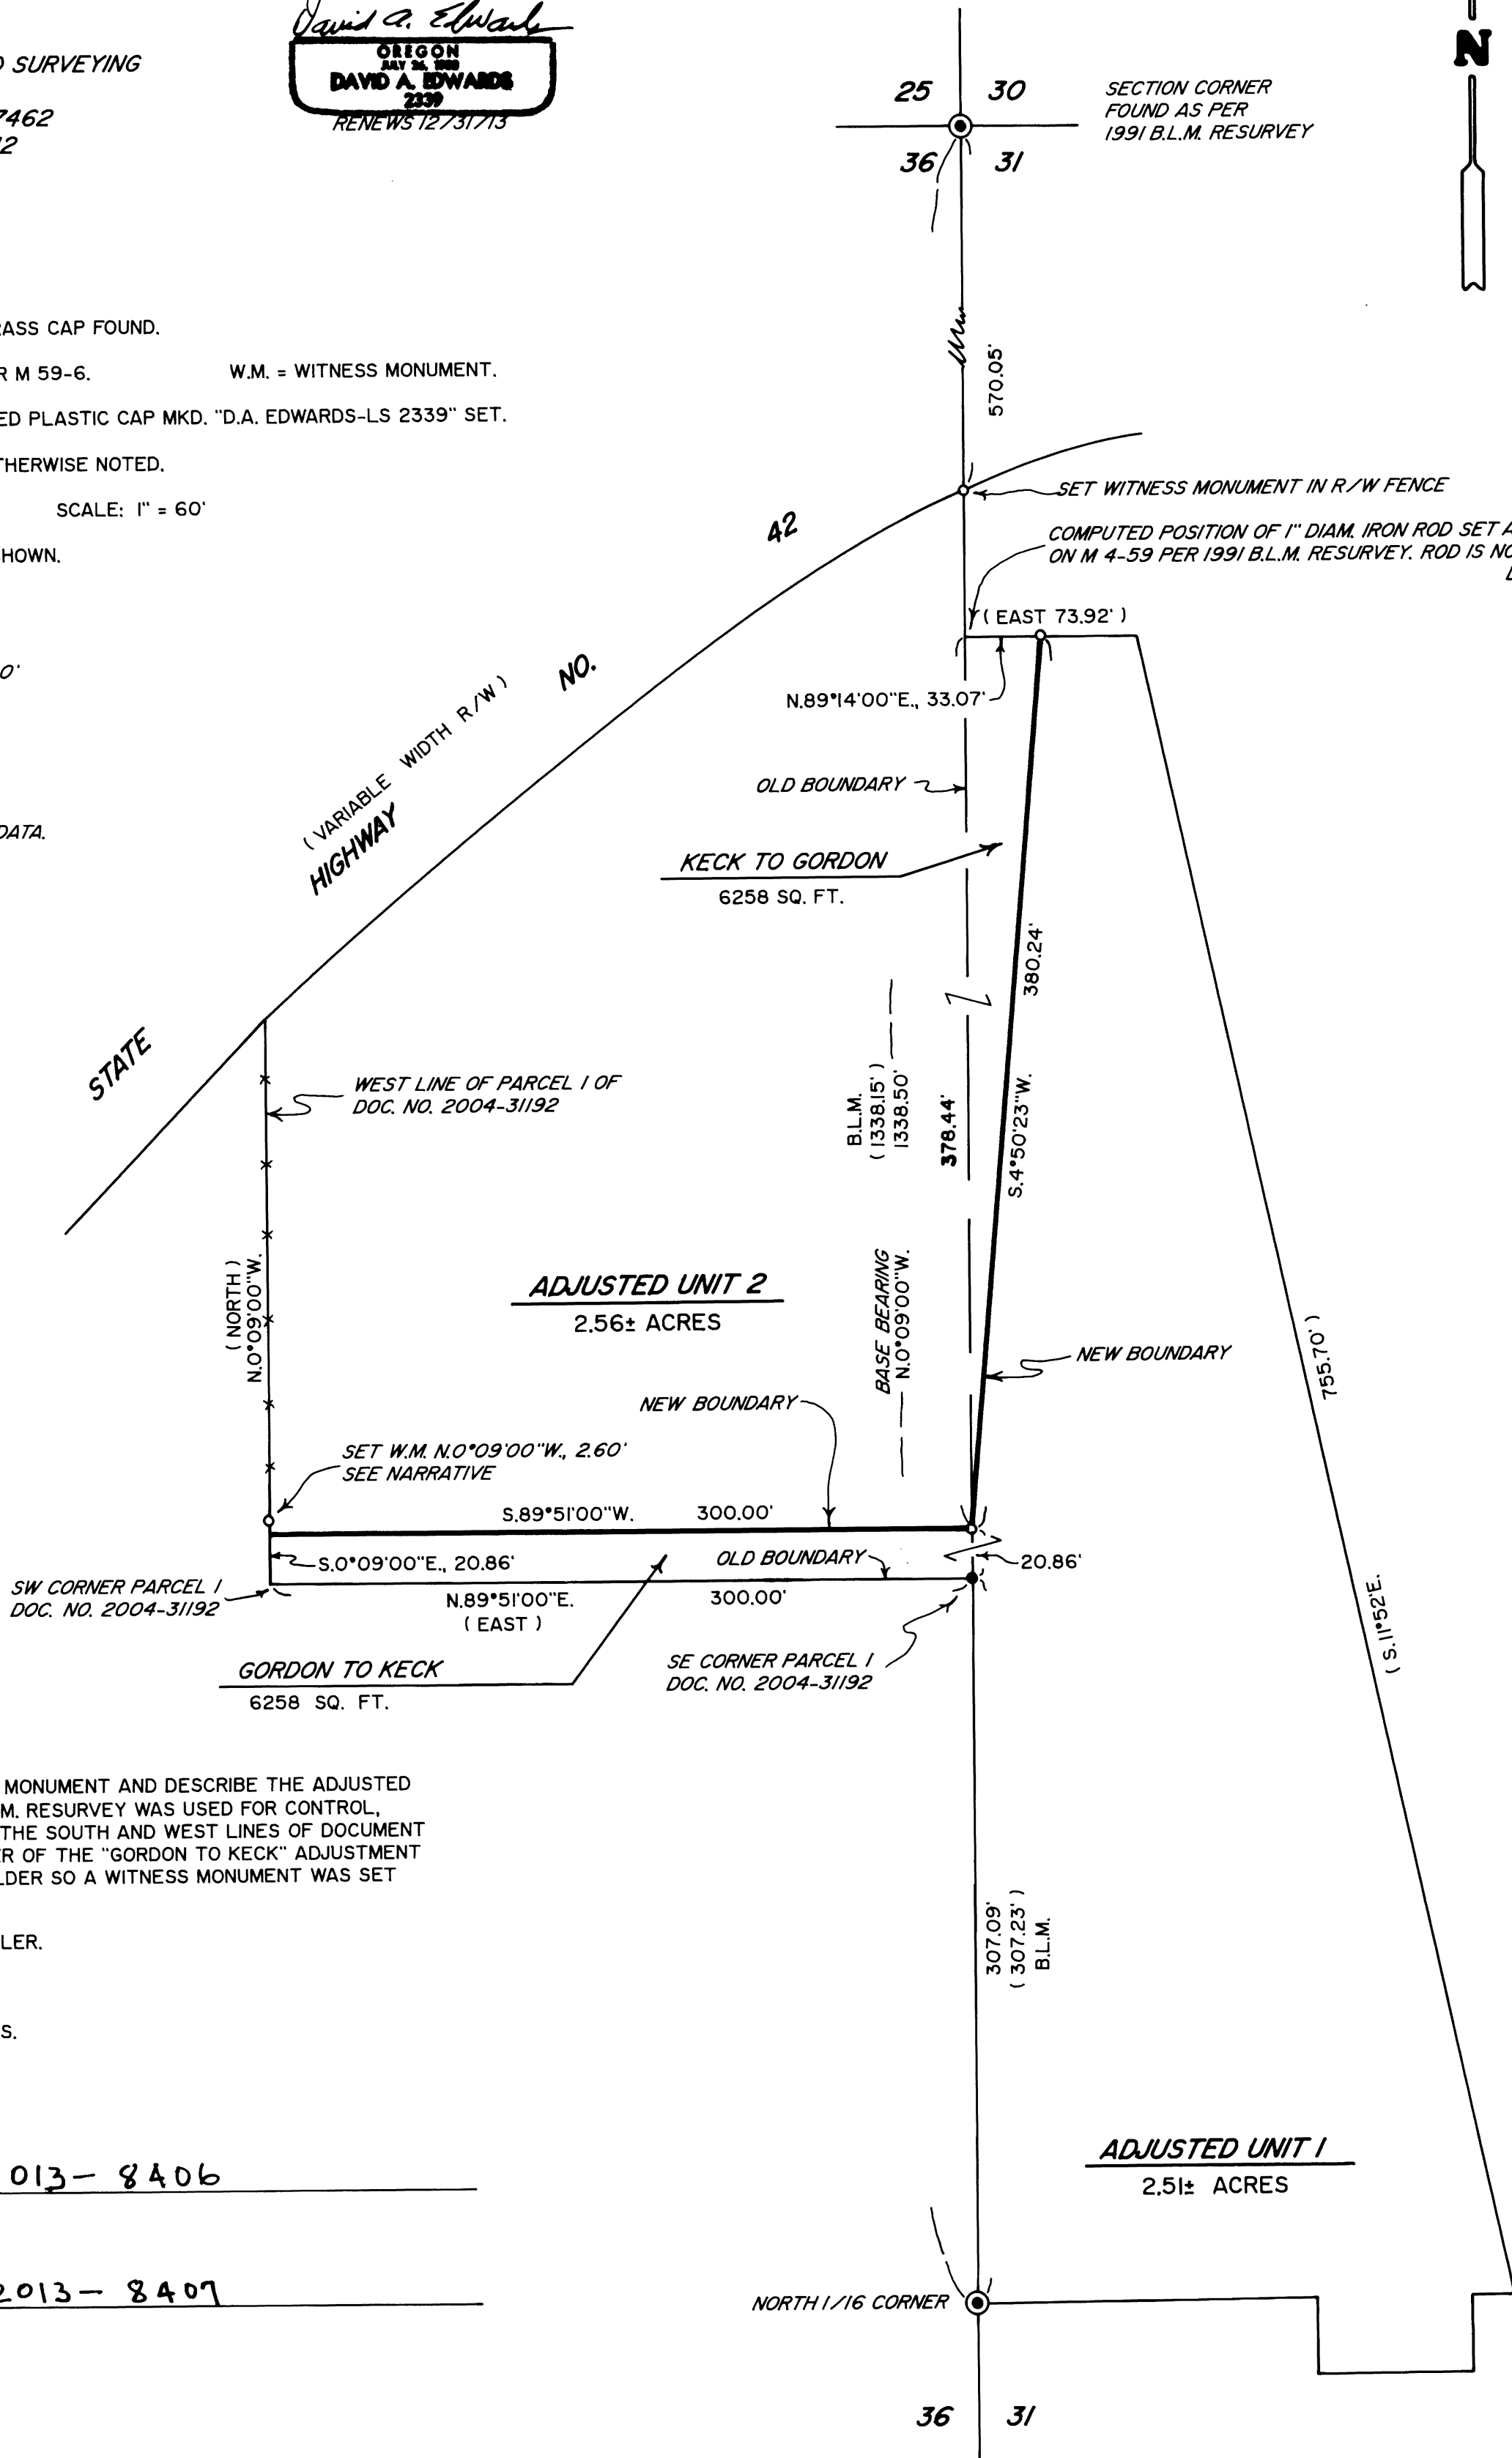 David A. Edwards
OREGON
JULY 26, 1988
DAVID A. EDWARDS
2339
RENEWS 12/31/13
SURVEYING
7462
N
25 30
36 31
SECTION CORNER
FOUND AS PER
1991 B.L.M. RESURVEY
570.05'
ASS CAP FOUND.
R M 59-6.
W.M. = WITNESS MONUMENT.
ED PLASTIC CAP MKD. "D.A. EDWARDS-LS 2339" SET.
THERWISE NOTED.
SCALE: 1" = 60'
HOWN.
0'
DATA.
SET WITNESS MONUMENT IN R/W FENCE
COMPUTED POSITION OF 1" DIAM. IRON ROD SET A
ON M 4-59 PER 1991 B.L.M. RESURVEY. ROD IS NO
( EAST 73.92' )
N.89°14'00"E., 33.07'
STATE HIGHWAY NO. 42
( VARIABLE WIDTH R/W )
OLD BOUNDARY
KECK TO GORDON
6258 SQ. FT.
380.24'
S.4°50'23"W.
B.L.M.
( 1338.15' )
1338.50'
378.44'
BASE BEARING
N.0°09'00"W.
WEST LINE OF PARCEL 1 OF
DOC. NO. 2004-31192
( NORTH )
N.0°09'00"W.
ADJUSTED UNIT 2
2.56± ACRES
NEW BOUNDARY
755.70' )
( S.11°52'E.
NEW BOUNDARY
SET W.M. N.0°09'00"W., 2.60'
SEE NARRATIVE
S.89°51'00"W. 300.00'
S.0°09'00"E., 20.86'
OLD BOUNDARY
20.86'
SW CORNER PARCEL 1
DOC. NO. 2004-31192
N.89°51'00"E. 300.00'
( EAST )
GORDON TO KECK
6258 SQ. FT.
SE CORNER PARCEL 1
DOC. NO. 2004-31192
MONUMENT AND DESCRIBE THE ADJUSTED
M. RESURVEY WAS USED FOR CONTROL,
THE SOUTH AND WEST LINES OF DOCUMENT
R OF THE "GORDON TO KECK" ADJUSTMENT
LDER SO A WITNESS MONUMENT WAS SET
LER.
S.
307.09'
( 307.23' )
B.L.M.
013- 8406
2013- 8407
ADJUSTED UNIT 1
2.51± ACRES
NORTH 1/16 CORNER
36 31